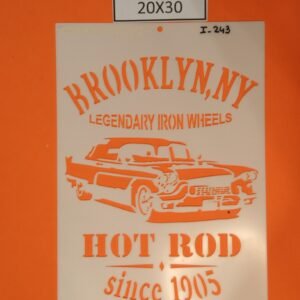 20X30
I-243
BROOKLYN,NY
LEGENDARY IRON WHEELS
HOT ROD
since 1905